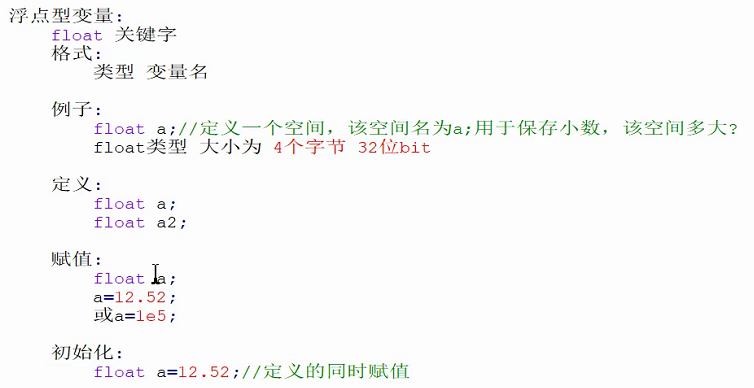 浮点型变量:
float 关键字
格式:
类型 变量名
例子:
float a;//定义一个空间，该空间名为a;用于保存小数，该空间多大?
float类型 大小为 4个字节 32位bit
定义:
float a;
float a2;
赋值:
float a;
a=12.52;
或a=1e5;
初始化:
float a=12.52;//定义的同时赋值